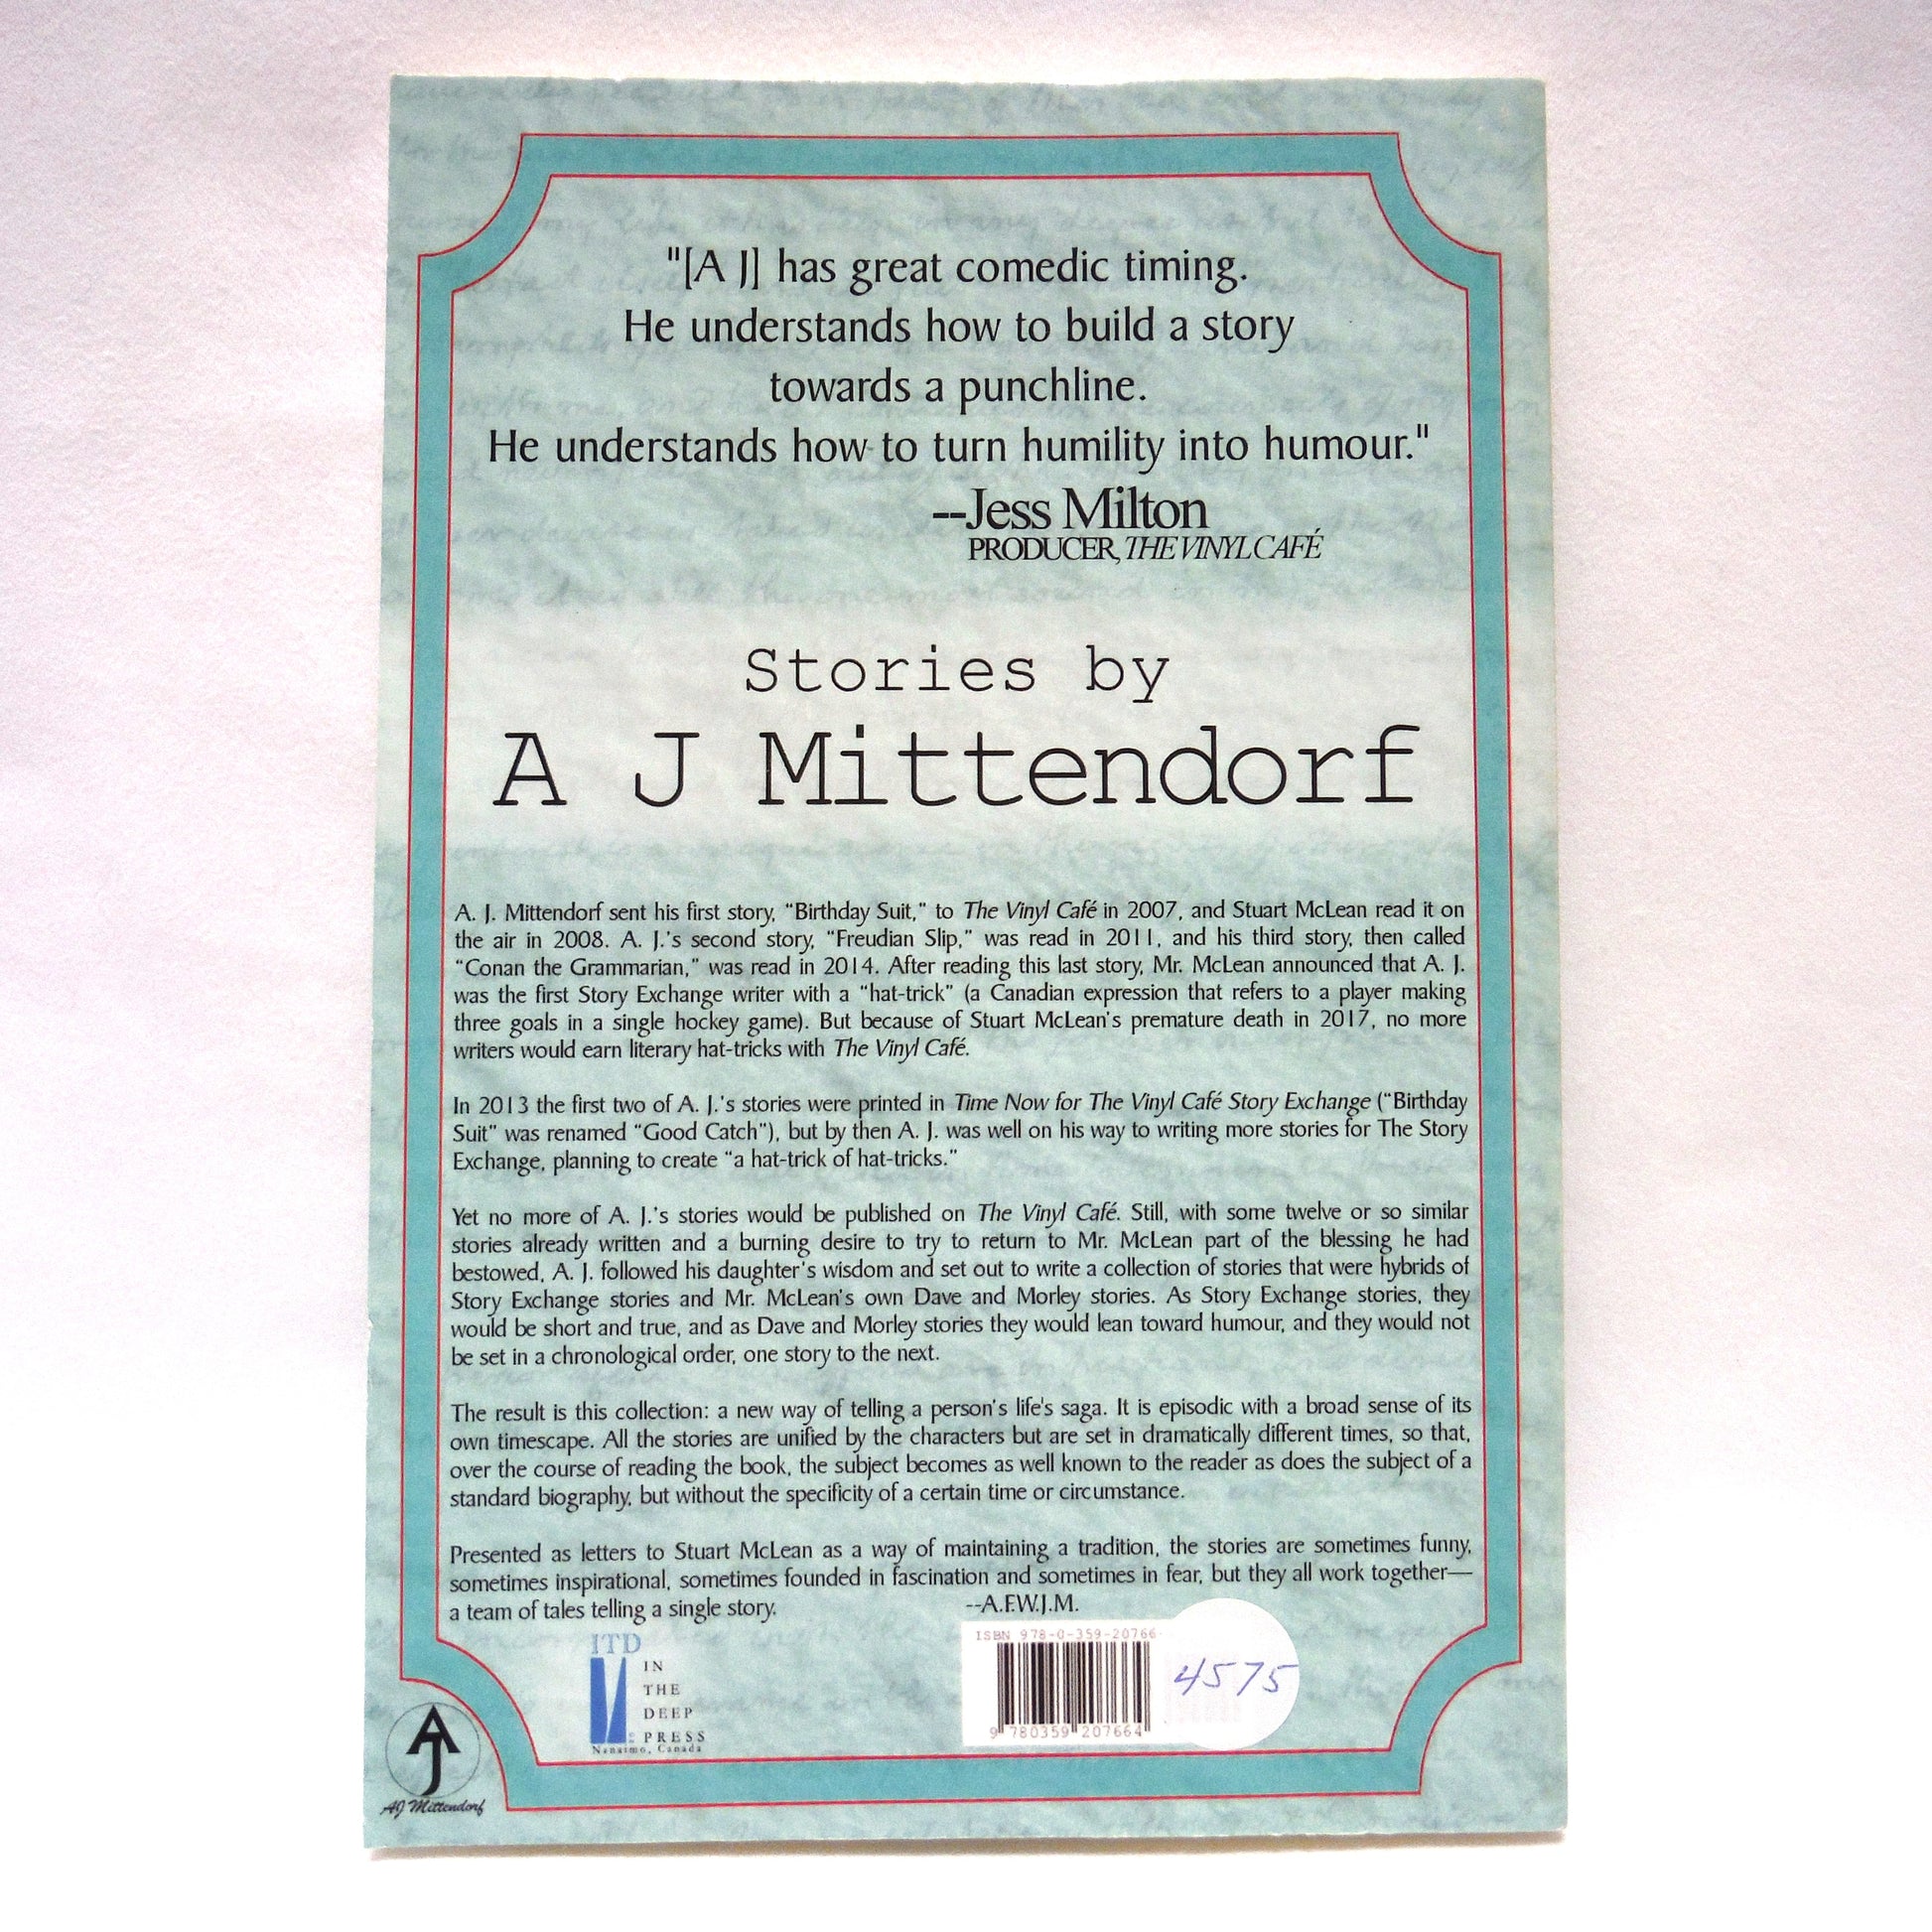 "[A J] has great comedic timing.
He understands how to build a story
towards a punchline.
He understands how to turn humility into humour."
--Jess Milton
PRODUCER, THE VINYL CAFÉ
Stories by
A J Mittendorf
A. J. Mittendorf sent his first story, “Birthday Suit,” to The Vinyl Café in 2007, and Stuart McLean read it on
the air in 2008. A. J.'s second story, “Freudian Slip,” was read in 2011, and his third story, then called
“Conan the Grammarian,” was read in 2014. After reading this last story, Mr. McLean announced that A. J.
was the first Story Exchange writer with a “hat-trick” (a Canadian expression that refers to a player making
three goals in a single hockey game). But because of Stuart McLean's premature death in 2017, no more
writers would earn literary hat-tricks with The Vinyl Café.
In 2013 the first two of A. J.'s stories were printed in Time Now for The Vinyl Café Story Exchange (“Birthday
Suit” was renamed “Good Catch”), but by then A. J. was well on his way to writing more stories for The Story
Exchange, planning to create “a hat-trick of hat-tricks.”
Yet no more of A. J.'s stories would be published on The Vinyl Café. Still, with some twelve or so similar
stories already written and a burning desire to try to return to Mr. McLean part of the blessing he had
bestowed, A. J. followed his daughter's wisdom and set out to write a collection of stories that were hybrids of
Story Exchange stories and Mr. McLean's own Dave and Morley stories. As Story Exchange stories, they
would be short and true, and as Dave and Morley stories they would lean toward humour, and they would not
be set in a chronological order, one story to the next.
The result is this collection: a new way of telling a person's life's saga. It is episodic with a broad sense of its
own timescape. All the stories are unified by the characters but are set in dramatically different times, so that,
over the course of reading the book, the subject becomes as well known to the reader as does the subject of a
standard biography, but without the specificity of a certain time or circumstance.
Presented as letters to Stuart McLean as a way of maintaining a tradition, the stories are sometimes funny,
sometimes inspirational, sometimes founded in fascination and sometimes in fear, but they all work together—
a team of tales telling a single story. --A.F.W.J.M.
ITD
IN
THE
DEEP
PRESS
Nanaimo, Canada
ISBN 978-0-359-20766
9 780359 207664
4575
AJ
AJ Mittendorf